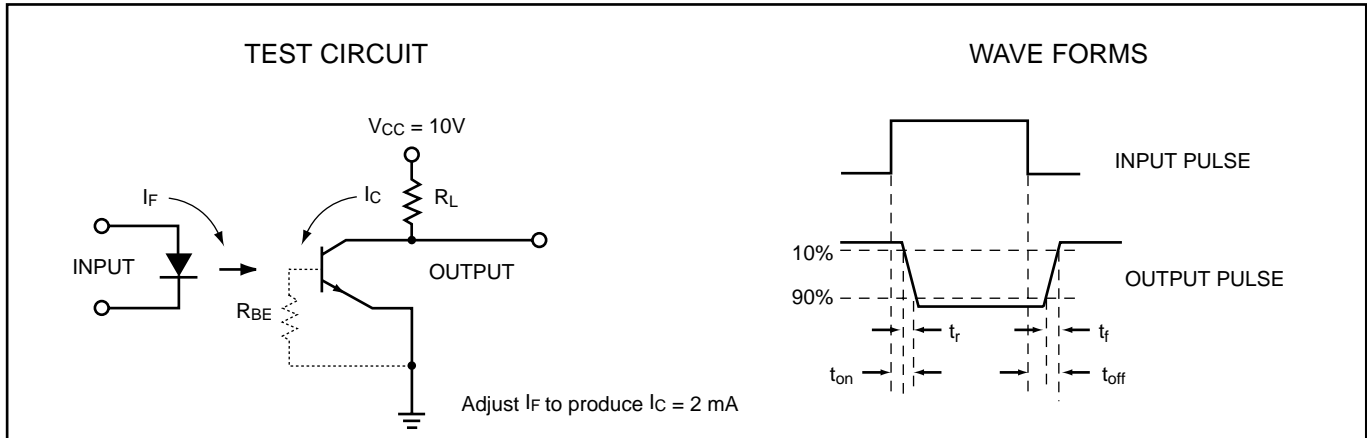 TEST CIRCUIT
VCC = 10V
IF
IC
RL
INPUT
OUTPUT
RBE
Adjust IF to produce IC = 2 mA
WAVE FORMS
INPUT PULSE
10%
OUTPUT PULSE
90%
tr
tf
ton
toff